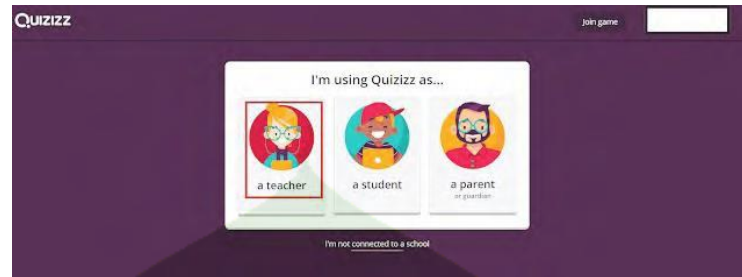 Quizizz
Join game
I'm using Quizizz as...
a teacher
a student
a parent
or guardian
I'm not connected to a school